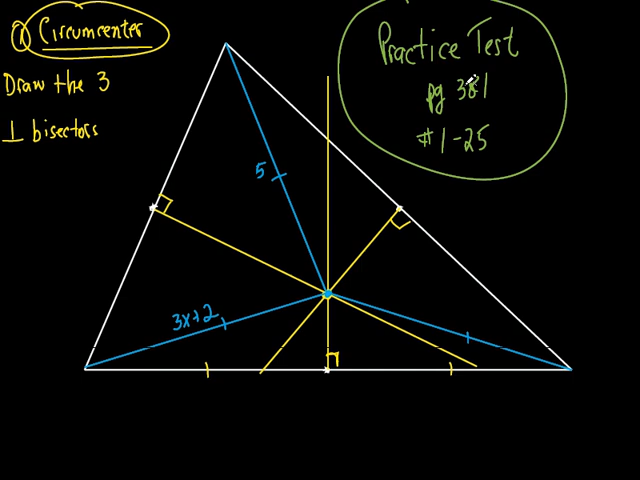 ① Circumcenter
Draw the 3
⊥ bisectors
Practice Test
pg 381
#1-25
5
3x+2